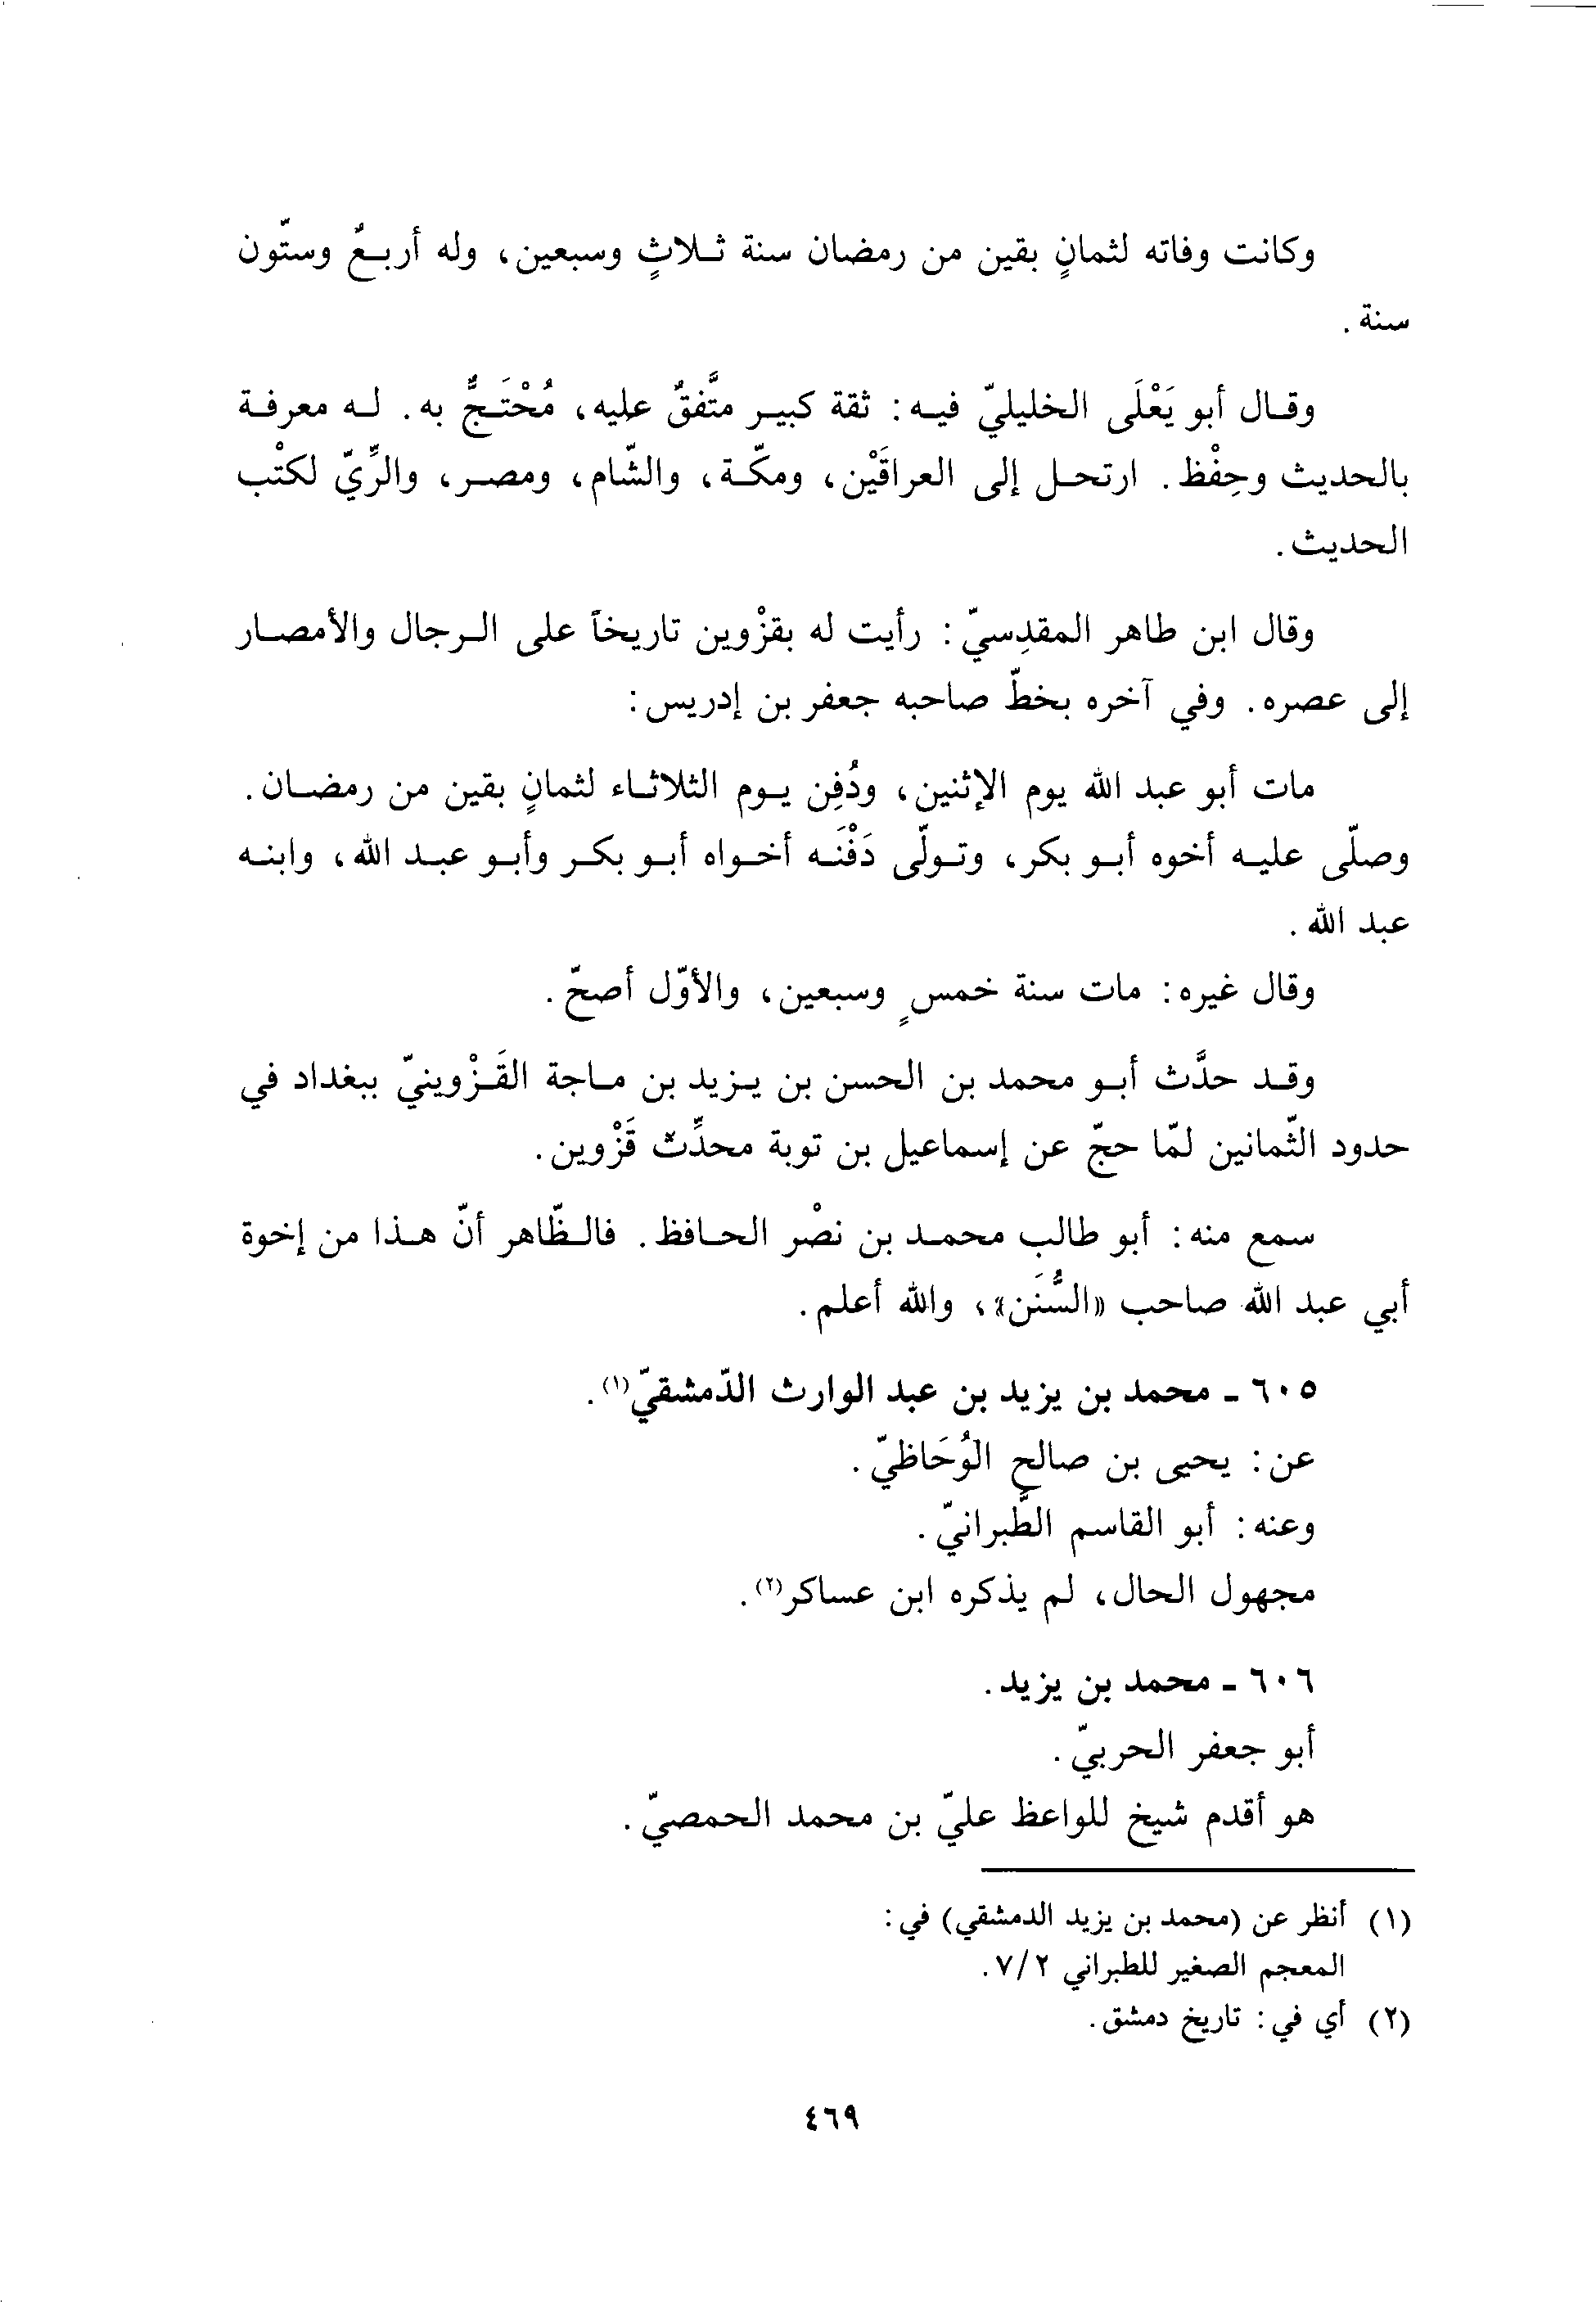 وكانت وفاته لثمانٍ بقين من رمضان سنة ثلاثٍ وسبعين، وله أربعٌ وستّون
سنة.
وقال أبو يَعْلَى الخليليّ فيه: ثقة كبير متَّفقٌ عليه، مُحْتَجٌّ به. له معرفة
بالحديث وحِفْظ. ارتحل إلى العراقَيْن، ومكّة، والشّام، ومصر، والرِّيّ لكتْب
الحديث.
وقال ابن طاهر المقدِسيّ: رأيت له بقزْوين تاريخاً على الرجال والأمصار
إلى عصره. وفي آخره بخطّ صاحبه جعفر بن إدريس:
مات أبو عبد الله يوم الإثنين، ودُفِن يوم الثلاثاء لثمانٍ بقين من رمضان.
وصلّى عليه أخوه أبو بكر، وتولّى دَفْنَه أخواه أبو بكر وأبو عبد الله، وابنه
عبد الله.
وقال غيره: مات سنة خمسٍ وسبعين، والأوّل أصحّ.
وقد حدَّث أبو محمد بن الحسن بن يزيد بن ماجة القَزْوينيّ ببغداد في
حدود الثّمانين لمّا حجّ عن إسماعيل بن توبة محدِّث قَزْوين.
سمع منه: أبو طالب محمد بن نصْر الحافظ. فالظّاهر أنّ هذا من إخوة
أبي عبد الله صاحب «السُّنَن»، والله أعلم.
٦٠٥ - محمد بن يزيد بن عبد الوارث الدّمشقيّ(١).
عن: يحيى بن صالحٍ الوُحَاظيّ.
وعنه: أبو القاسم الطّبرانيّ.
مجهول الحال، لم يذكره ابن عساكر(٢).
٦٠٦ - محمد بن يزيد.
أبو جعفر الحربيّ.
هو أقدم شيخ للواعظ عليّ بن محمد الحمصيّ.
(١) أنظر عن (محمد بن يزيد الدمشقي) في:
المعجم الصغير للطبراني ٧/٢.
(٢) أي في: تاريخ دمشق.
٤٦٩